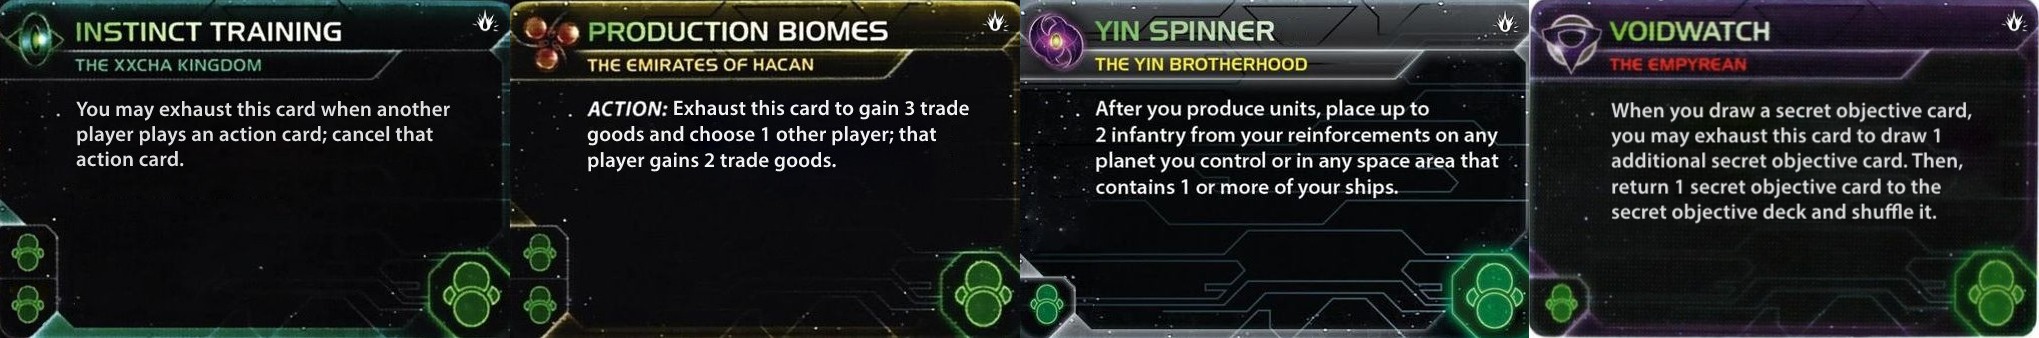 INSTINCT TRAINING
THE XXCHA KINGDOM
You may exhaust this card when another
player plays an action card; cancel that
action card.
PRODUCTION BIOMES
THE EMIRATES OF HACAN
ACTION: Exhaust this card to gain 3 trade
goods and choose 1 other player; that
player gains 2 trade goods.
YIN SPINNER
THE YIN BROTHERHOOD
After you produce units, place up to
2 infantry from your reinforcements on any
planet you control or in any space area that
contains 1 or more of your ships.
VOIDWATCH
THE EMPYREAN
When you draw a secret objective card,
you may exhaust this card to draw 1
additional secret objective card. Then,
return 1 secret objective card to the
secret objective deck and shuffle it.